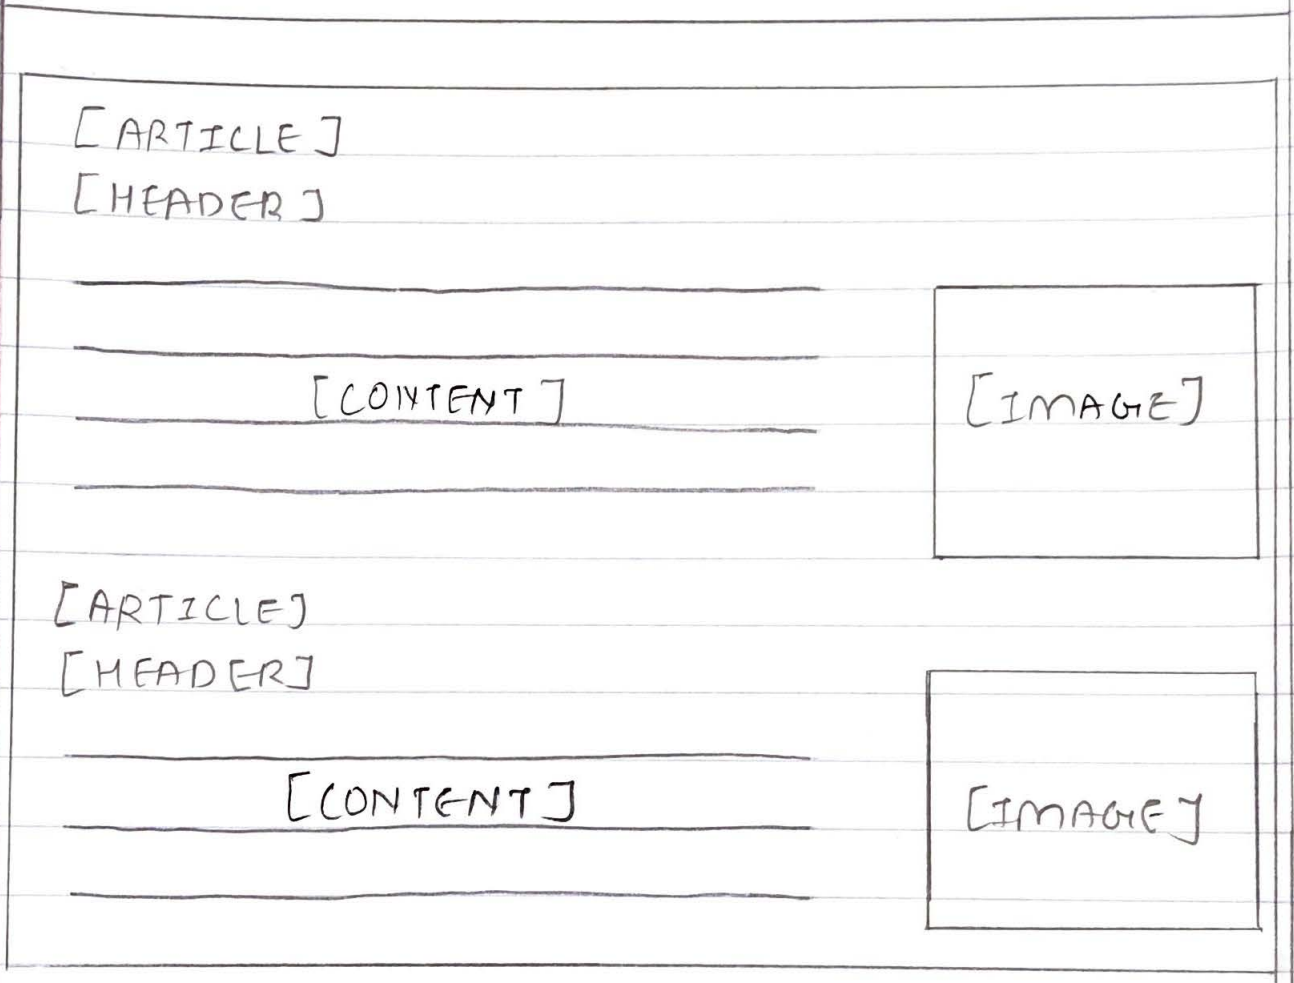 [ARTICLE]
[HEADER]
[CONTENT]
[IMAGE]
[ARTICLE]
[HEADER]
[CONTENT]
[IMAGE]